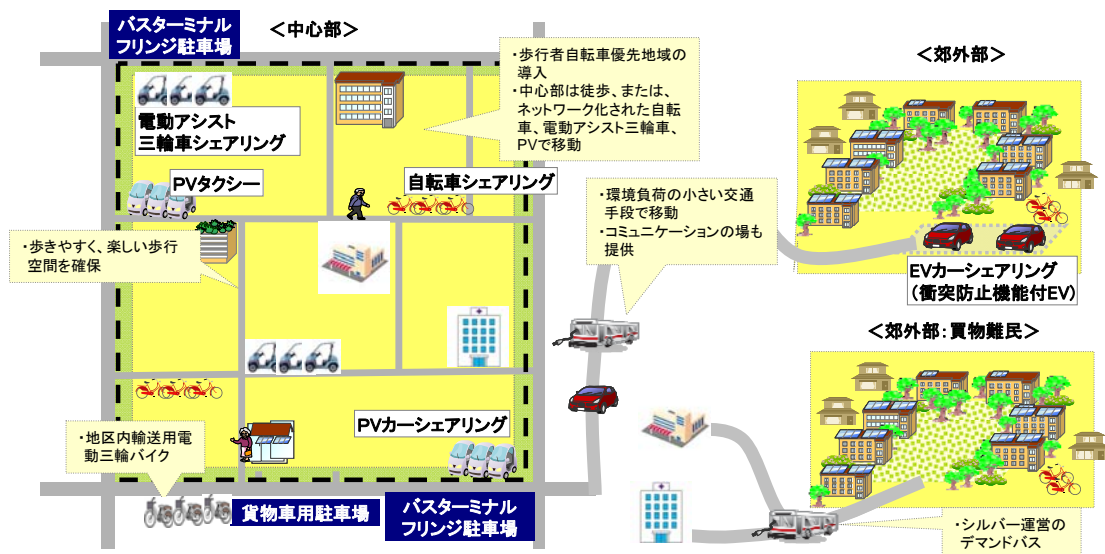 バスターミナル
フリンジ駐車場
＜中心部＞
・歩行者自転車優先地域の
導入
・中心部は徒歩、または、
ネットワーク化された自転
車、電動アシスト三輪車、
PVで移動
＜郊外部＞
電動アシスト
三輪車シェアリング
PVタクシー
自転車シェアリング
・環境負荷の小さい交通
手段で移動
・コミュニケーションの場も
提供
・歩きやすく、楽しい歩行
空間を確保
EVカーシェアリング
（衝突防止機能付EV）
＜郊外部：買物難民＞
PVカーシェアリング
・地区内輸送用電
動三輪バイク
貨物車用駐車場
バスターミナル
フリンジ駐車場
・シルバー運営の
デマンドバス